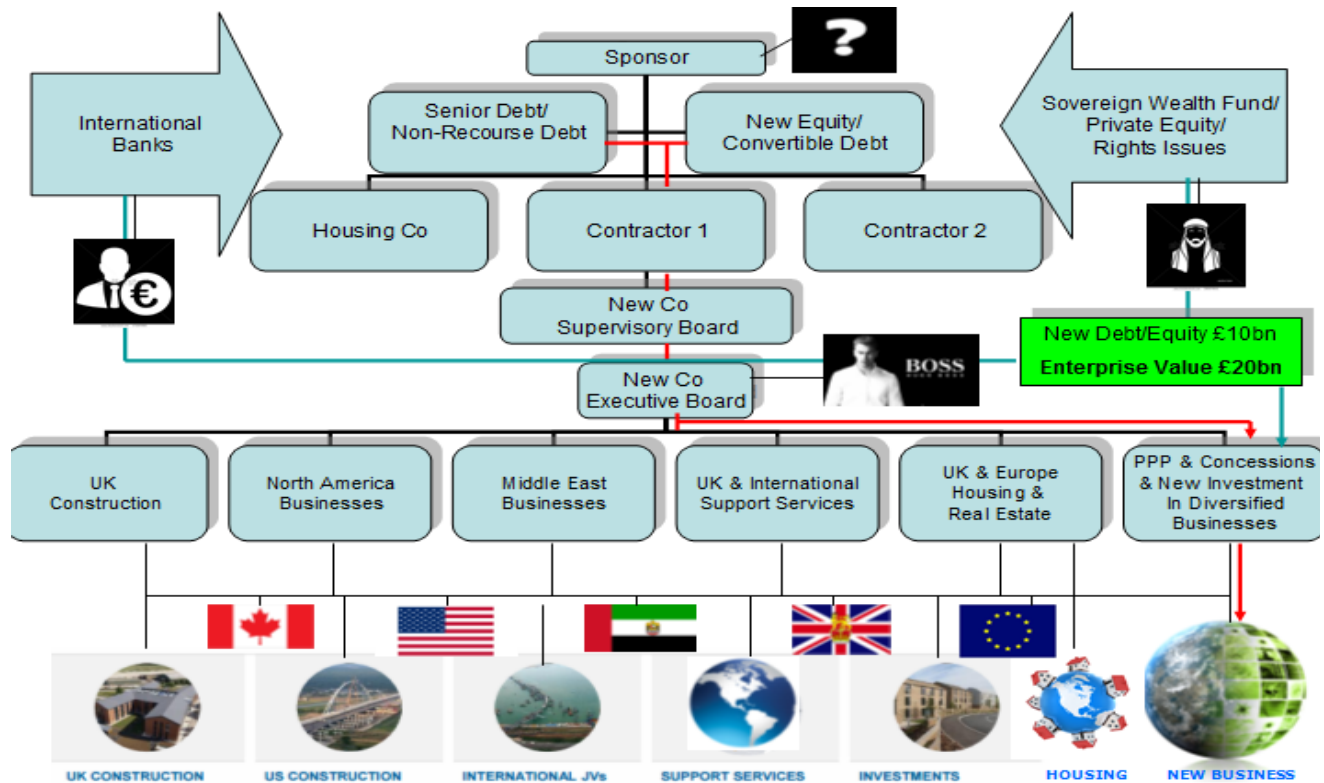 ?
Sponsor
International
Banks
Senior Debt/
Non-Recourse Debt
New Equity/
Convertible Debt
Sovereign Wealth Fund/
Private Equity/
Rights Issues
Housing Co
Contractor 1
Contractor 2
€
New Co
Supervisory Board
New Debt/Equity £10bn
Enterprise Value £20bn
BOSS
HUGO BOSS
New Co
Executive Board
UK
Construction
North America
Businesses
Middle East
Businesses
UK & International
Support Services
UK & Europe
Housing &
Real Estate
PPP & Concessions
& New Investment
In Diversified
Businesses
UK CONSTRUCTION
US CONSTRUCTION
INTERNATIONAL JVs
SUPPORT SERVICES
INVESTMENTS
HOUSING
NEW BUSINESS